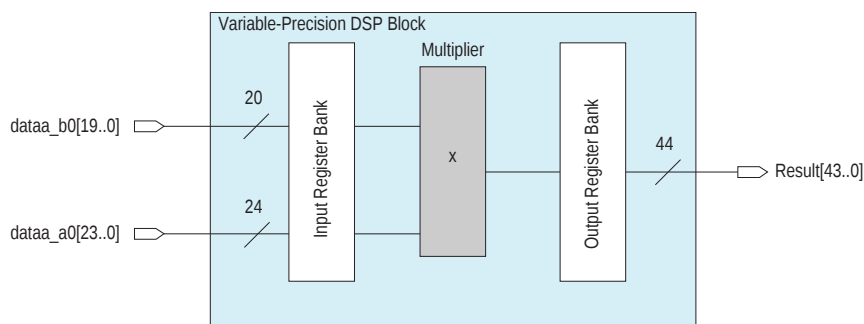 Variable-Precision DSP Block
Multiplier
20
dataa_b0[19..0]
Input Register Bank
x
Output Register Bank
44
Result[43..0]
24
dataa_a0[23..0]